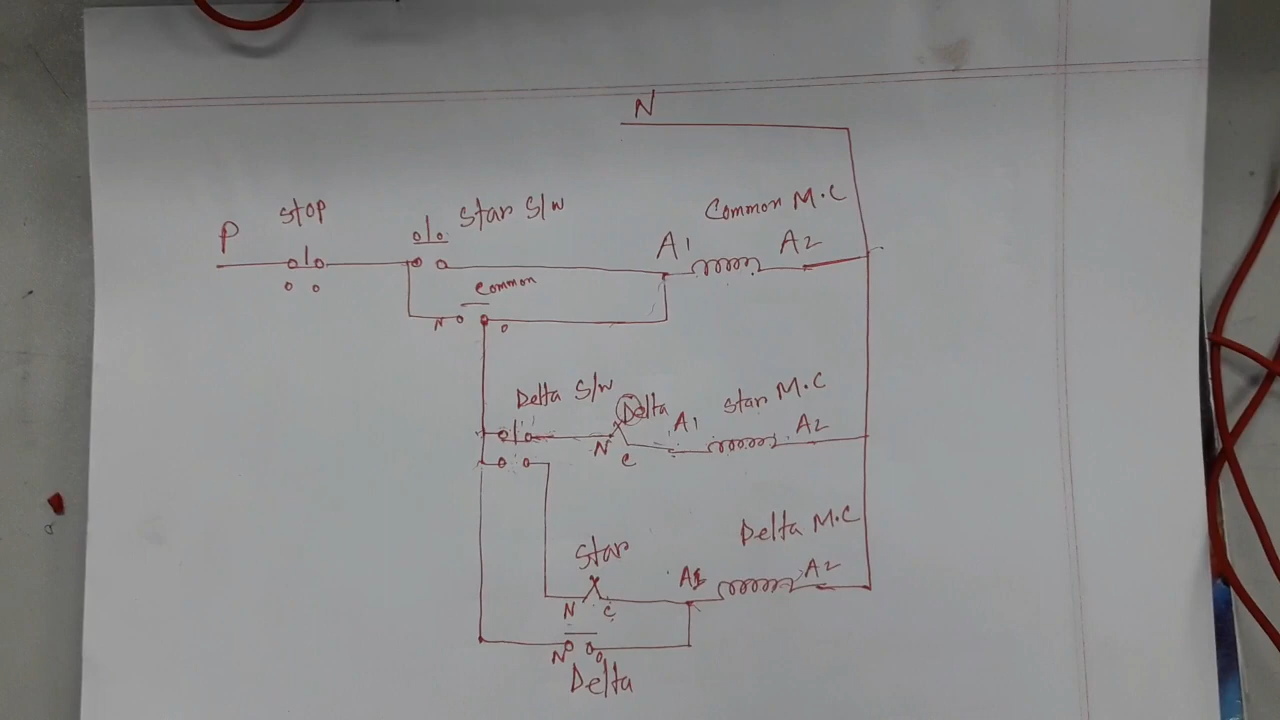 N
P
Stop
Star S/W
Common M.C
A1
A2
Common
N
O
Delta S/W
Delta
N
C
A1
Star M.C
A2
Star
N
C
A1
Delta M.C
A2
N
O
Delta